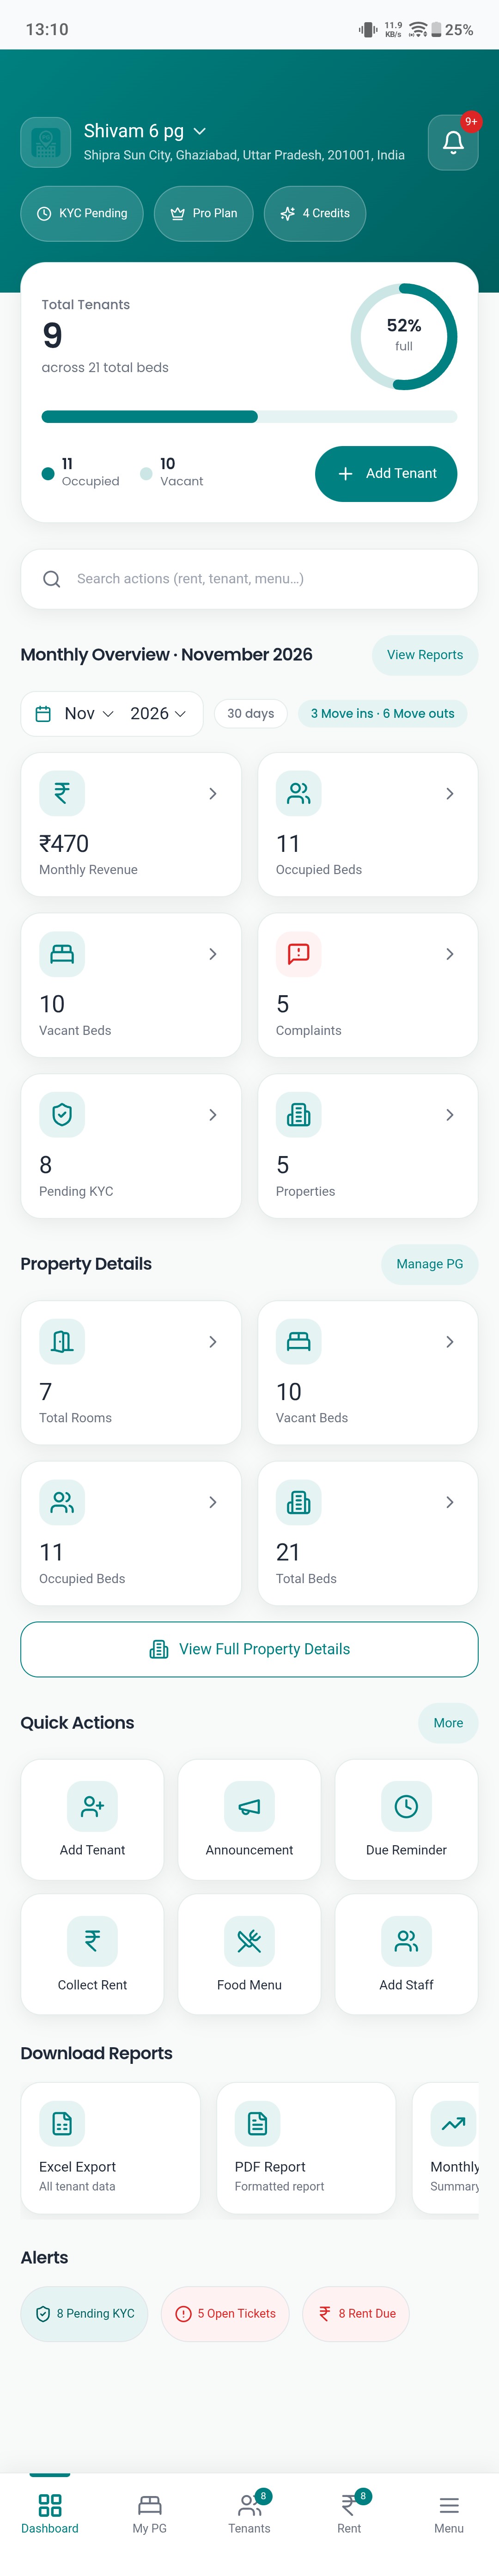 13:10
11.9
KB/s
25%
Shivam 6 pg
9+
Shipra Sun City, Ghaziabad, Uttar Pradesh, 201001, India
KYC Pending
Pro Plan
4 Credits
Total Tenants
9
across 21 total beds
52%
full
11
Occupied
10
Vacant
Add Tenant
Search actions (rent, tenant, menu...)
Monthly Overview · November 2026
View Reports
Nov
2026
30 days
3 Move ins · 6 Move outs
₹470
Monthly Revenue
11
Occupied Beds
10
Vacant Beds
5
Complaints
8
Pending KYC
5
Properties
Property Details
Manage PG
7
Total Rooms
10
Vacant Beds
11
Occupied Beds
21
Total Beds
View Full Property Details
Quick Actions
More
Add Tenant
Announcement
Due Reminder
Collect Rent
Food Menu
Add Staff
Download Reports
Excel Export
All tenant data
PDF Report
Formatted report
Monthly
Summary
Alerts
8 Pending KYC
5 Open Tickets
8 Rent Due
Dashboard
My PG
8
Tenants
8
Rent
Menu